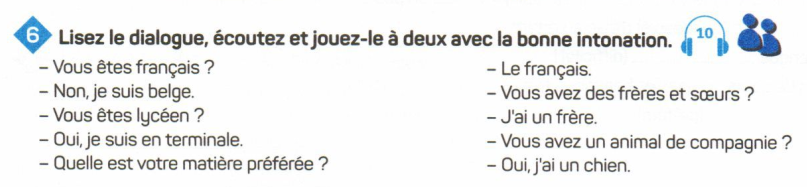 6 Lisez le dialogue, écoutez et jouez-le à deux avec la bonne intonation. 10
– Vous êtes français ?
– Non, je suis belge.
– Vous êtes lycéen ?
– Oui, je suis en terminale.
– Quelle est votre matière préférée ?
– Le français.
– Vous avez des frères et sœurs ?
– J'ai un frère.
– Vous avez un animal de compagnie ?
– Oui, j'ai un chien.